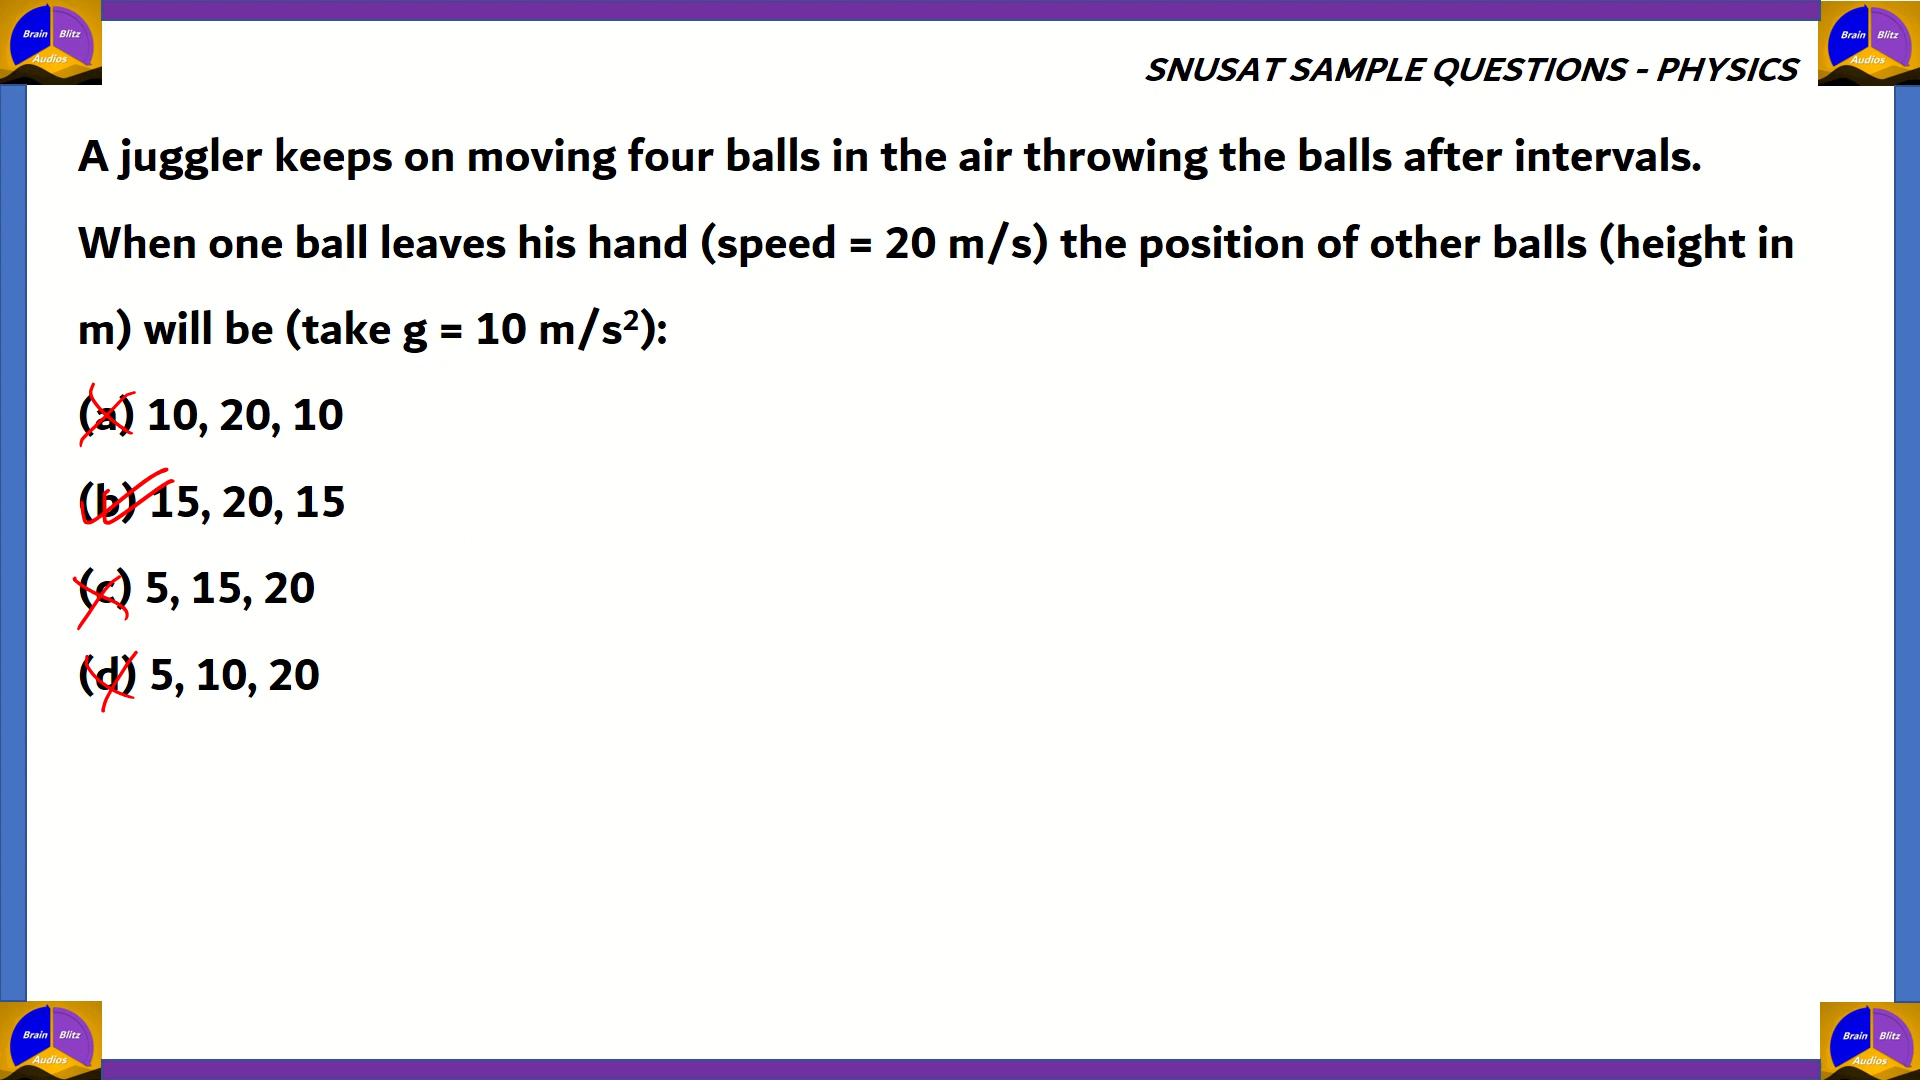 Brain Blitz
Audios
Brain Blitz
Audios
SNUSAT SAMPLE QUESTIONS - PHYSICS
A juggler keeps on moving four balls in the air throwing the balls after intervals.
When one ball leaves his hand (speed = 20 m/s) the position of other balls (height in
m) will be (take g = 10 m/s²):
(a) 10, 20, 10
(b) 15, 20, 15
(c) 5, 15, 20
(d) 5, 10, 20
Brain Blitz
Audios
Brain Blitz
Audios